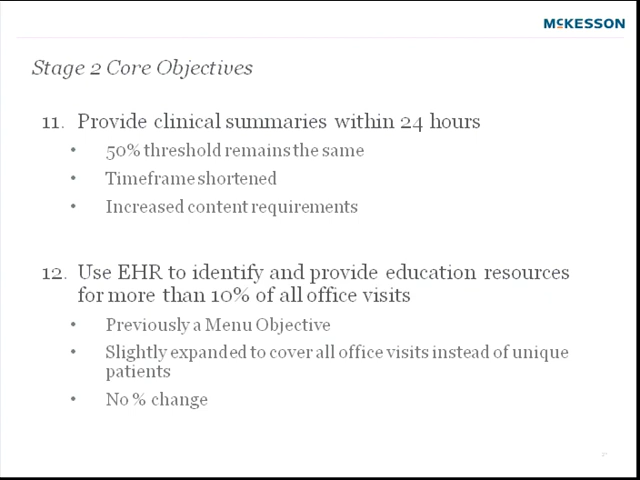 McKESSON
Stage 2 Core Objectives
11. Provide clinical summaries within 24 hours
• 50% threshold remains the same
• Timeframe shortened
• Increased content requirements
12. Use EHR to identify and provide education resources
for more than 10% of all office visits
• Previously a Menu Objective
• Slightly expanded to cover all office visits instead of unique
patients
• No % change